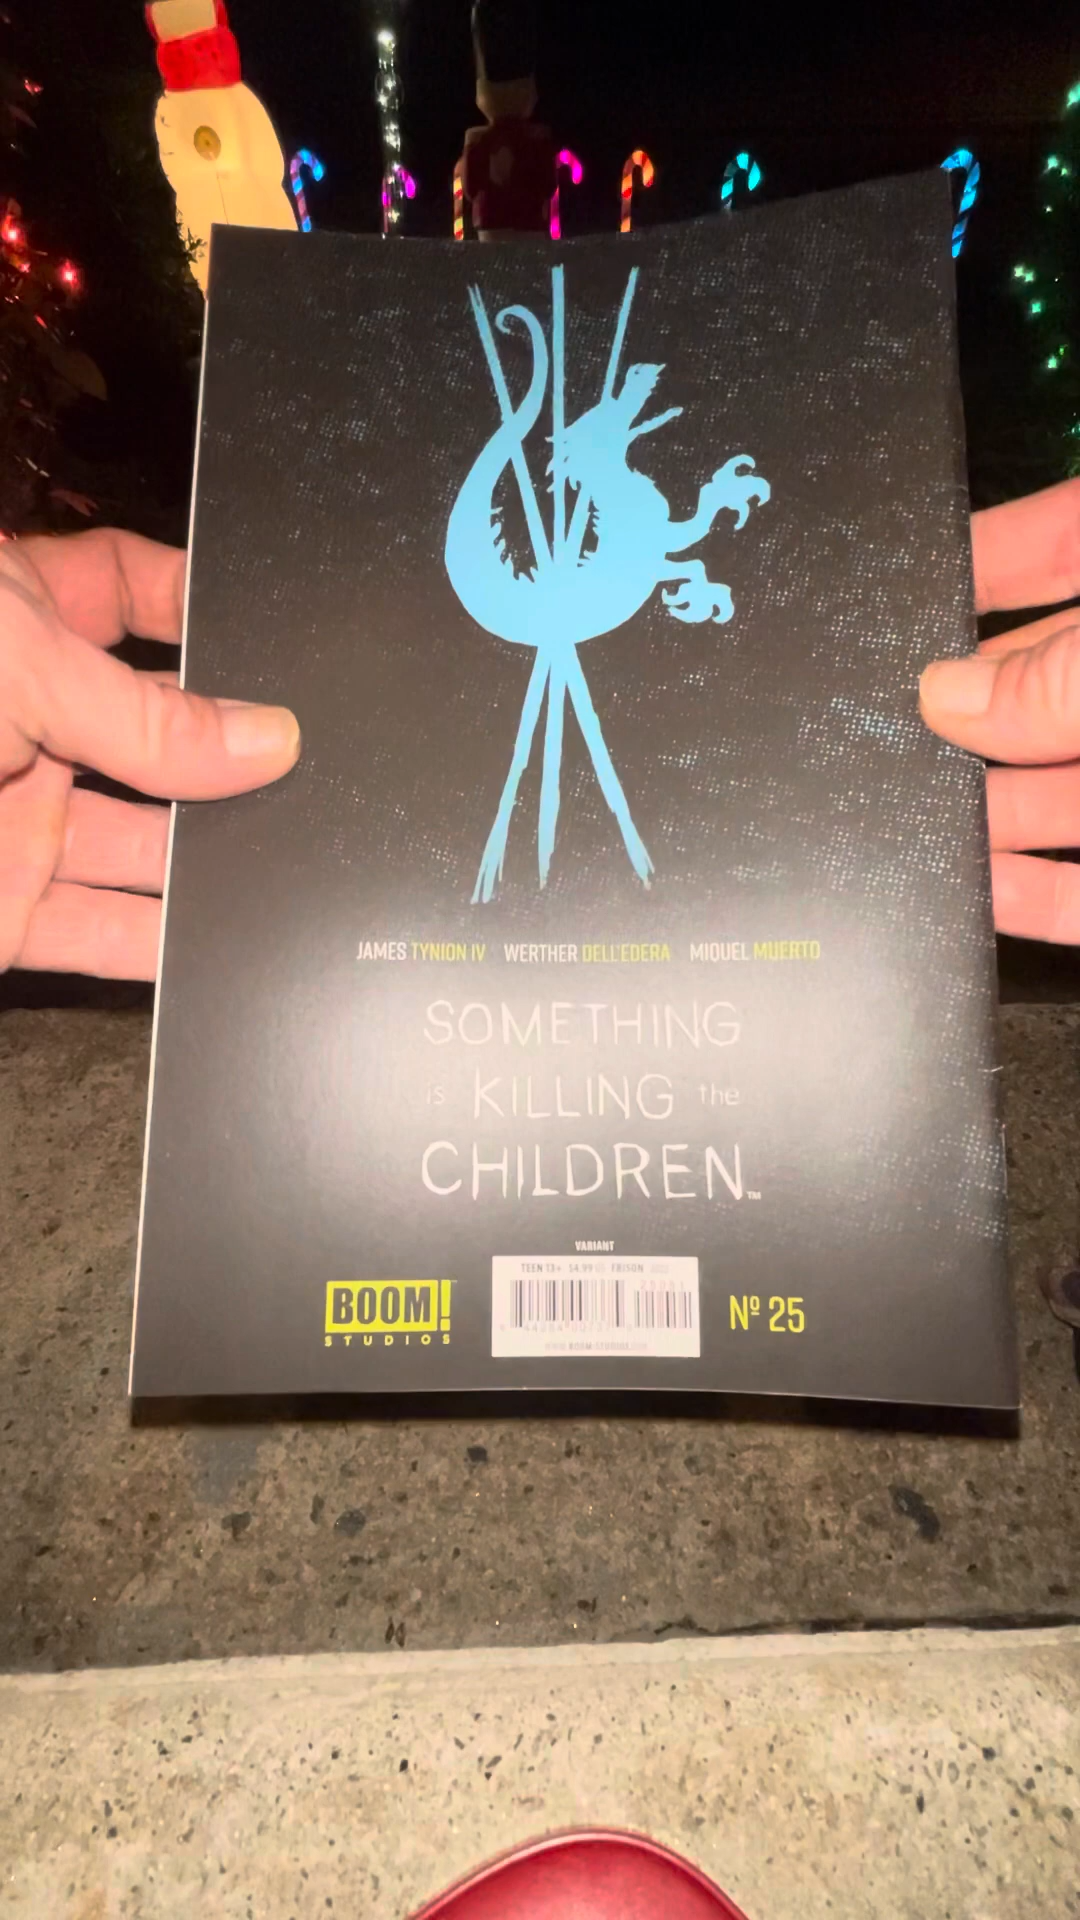 JAMES TYNION IV WERTHER DELL'EDERA MIQUEL MUERTO
SOMETHING
is KILLING the
CHILDREN™
VARIANT
TEEN 13+ $4.99 FRISON
BOOM!
STUDIOS
Nº 25